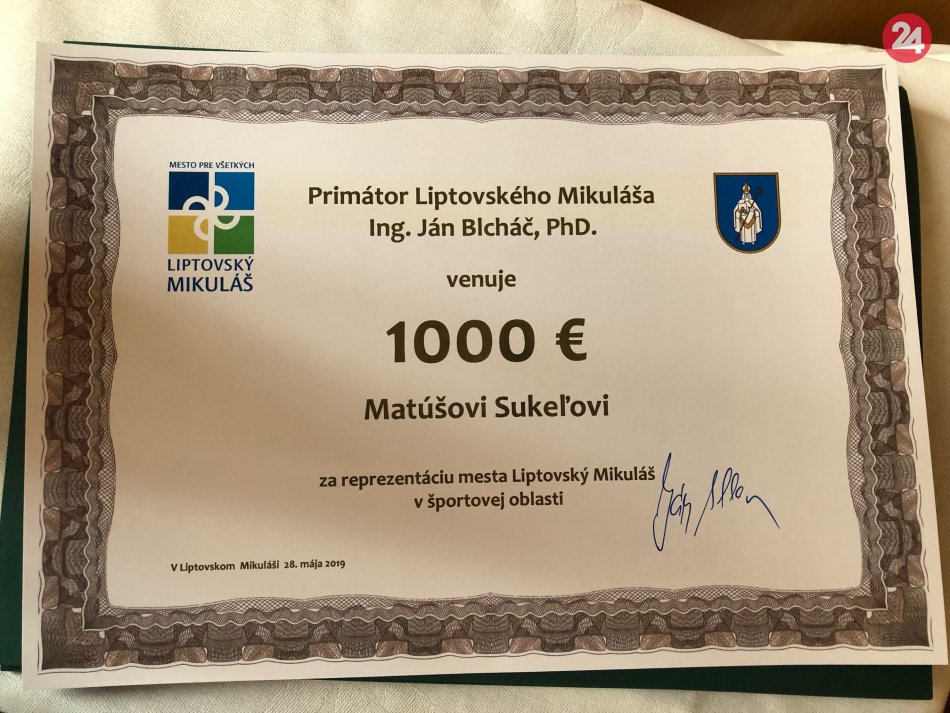 24
MESTO PRE VŠETKÝCH
LIPTOVSKÝ
MIKULÁŠ
Primátor Liptovského Mikuláša
Ing. Ján Blcháč, PhD.
venuje
1000 €
Matúšovi Sukeľovi
za reprezentáciu mesta Liptovský Mikuláš
v športovej oblasti
V Liptovskom Mikuláši 28. mája 2019